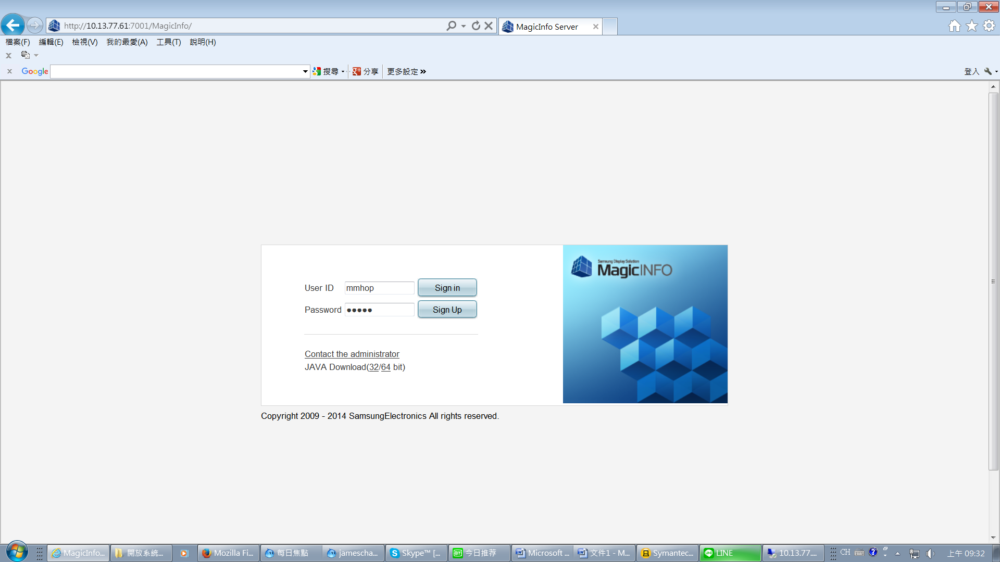 http://10.13.77.61:7001/MagicInfo/
MagicInfo Server
檔案(F) 編輯(E) 檢視(V) 我的最愛(A) 工具(T) 說明(H)
Google 搜尋 分享 更多設定 登入
Samsung Display Solution
MagicINFO
User ID mmhop Sign in
Password ●●●●● Sign Up
Contact the administrator
JAVA Download(32/64 bit)
Copyright 2009 - 2014 SamsungElectronics All rights reserved.
MagicInfo... 開放系統... Mozilla Fi... 每日焦點 jamescha... Skype™ [... 今日推荐 Microsoft ... 文件1 - M... Symantec... LINE 10.13.77.... CH 上午 09:32